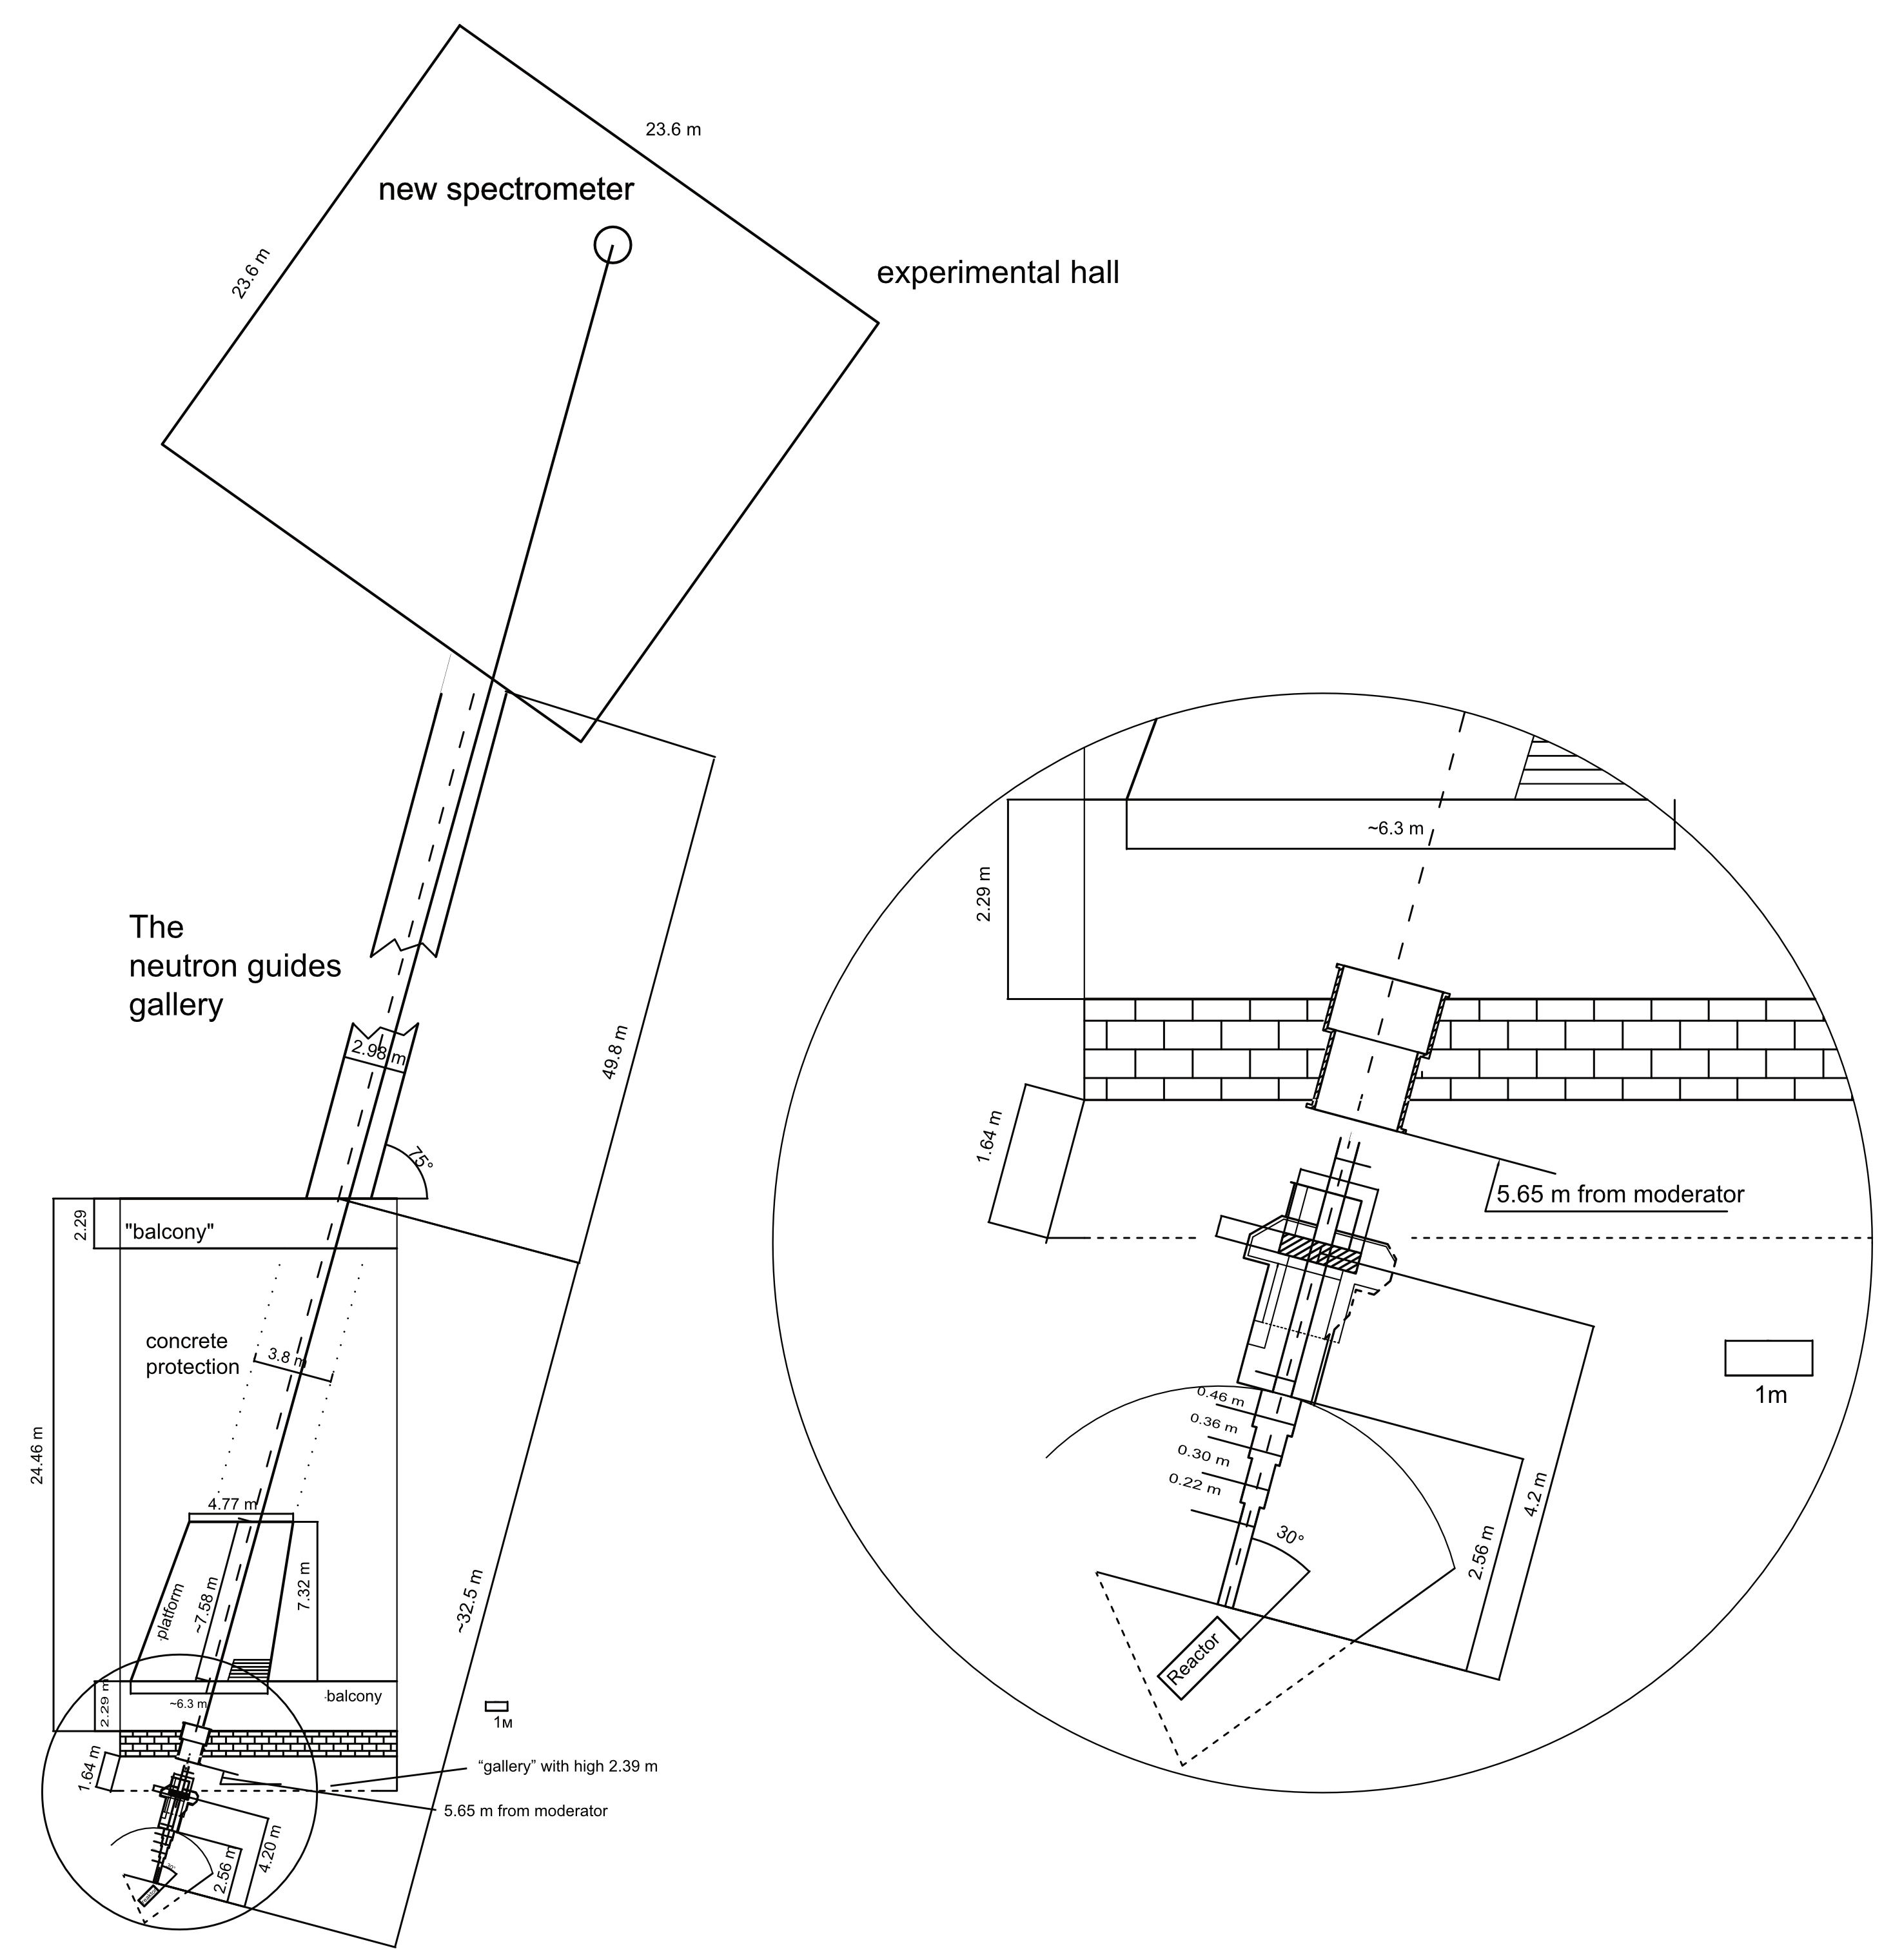 23.6 m
new spectrometer
23.6 m
experimental hall
The
neutron guides
gallery
2.98 m
49.8 m
75°
2.29
"balcony"
concrete
protection
3.8 m
24.46 m
4.77 m
platform
~7.58 m
7.32 m
~32.5 m
2.29 m
~6.3 m
balcony
1м
1.64 m
“gallery” with high 2.39 m
5.65 m from moderator
4.20 m
2.56 m
30°
Reactor
~6.3 m
2.29 m
1.64 m
5.65 m from moderator
1m
0.46 m
0.36 m
0.30 m
0.22 m
30°
4.2 m
2.56 m
Reactor